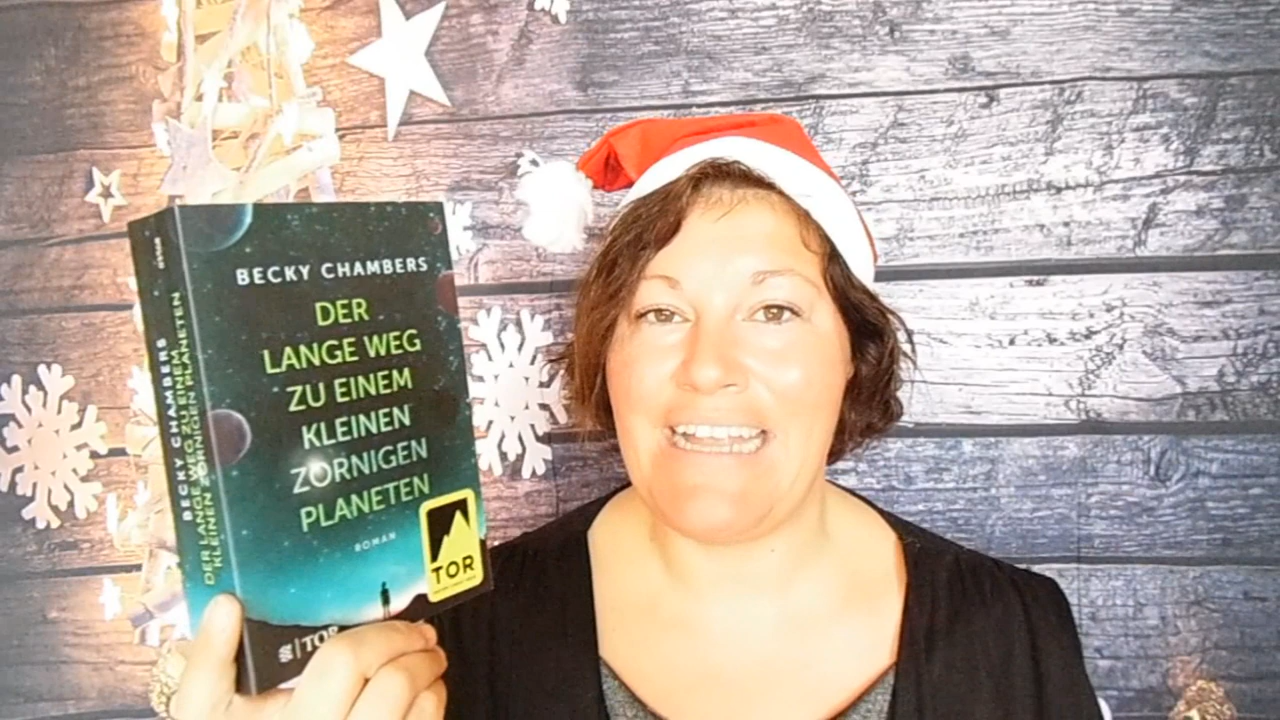 BECKY CHAMBERS
DER
LANGE WEG
ZU EINEM
KLEINEN
ZORNIGEN
PLANETEN
ROMAN
TOR
TOR
BECKY CHAMBERS
DER LANGE WEG ZU EINEM
KLEINEN ZORNIGEN PLANETEN